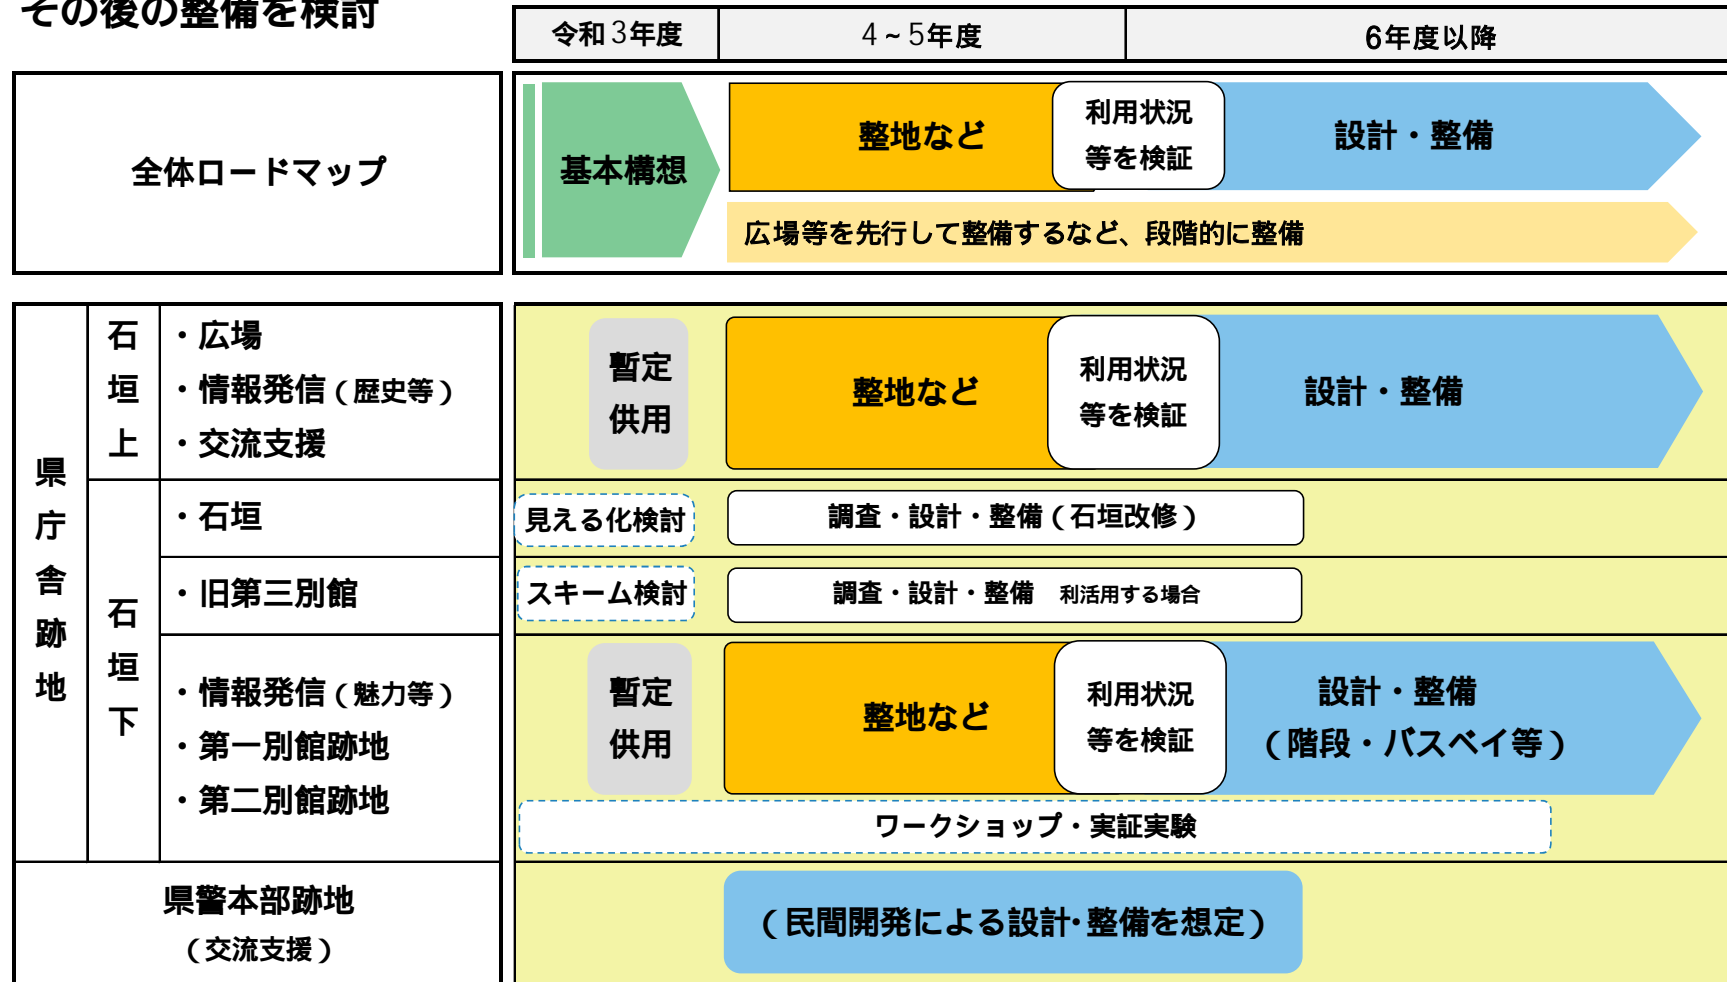 その後の整備を検討
令和3年度
4~5年度
6年度以降
全体ロードマップ
基本構想
整地など
利用状況
等を検証
設計・整備
広場等を先行して整備するなど、段階的に整備
県庁舎跡地
石垣上
・広場
・情報発信(歴史等)
・交流支援
暫定
供用
整地など
利用状況
等を検証
設計・整備
石垣下
・石垣
見える化検討
調査・設計・整備(石垣改修)
・旧第三別館
スキーム検討
調査・設計・整備 利活用する場合
・情報発信(魅力等)
・第一別館跡地
・第二別館跡地
暫定
供用
整地など
利用状況
等を検証
設計・整備
(階段・バスベイ等)
ワークショップ・実証実験
県警本部跡地
(交流支援)
(民間開発による設計・整備を想定)